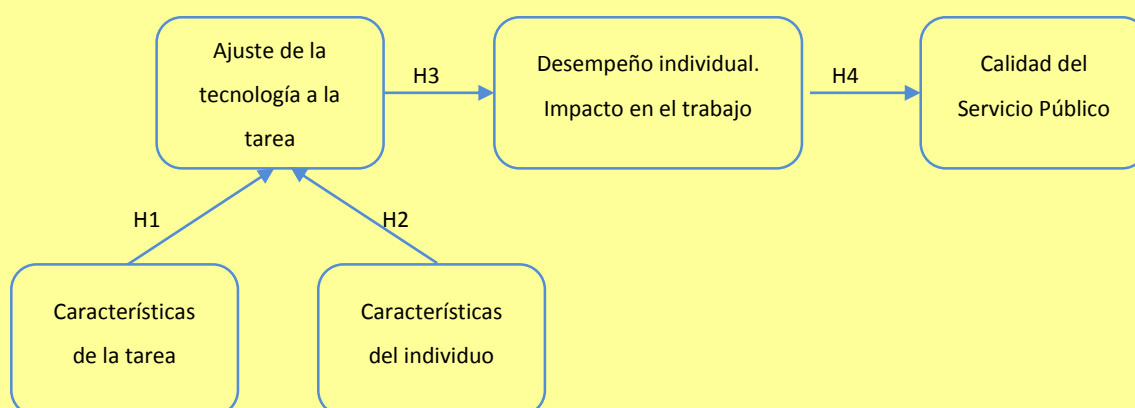 Ajuste de la
tecnología a la
tarea
H3
Desempeño individual.
Impacto en el trabajo
H4
Calidad del
Servicio Público
H1
H2
Características
de la tarea
Características
del individuo